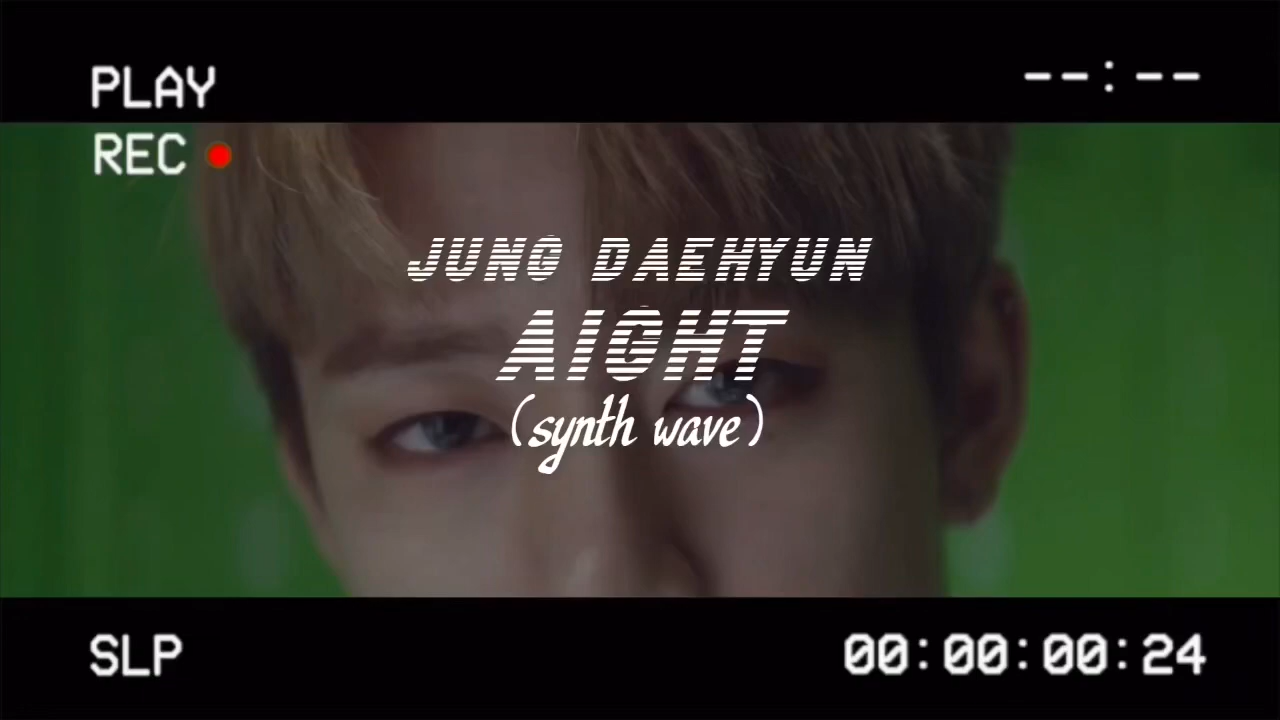 PLAY
--:--
REC
JUNG DAEHYUN
AIGHT
(synth wave)
SLP
00:00:00:24